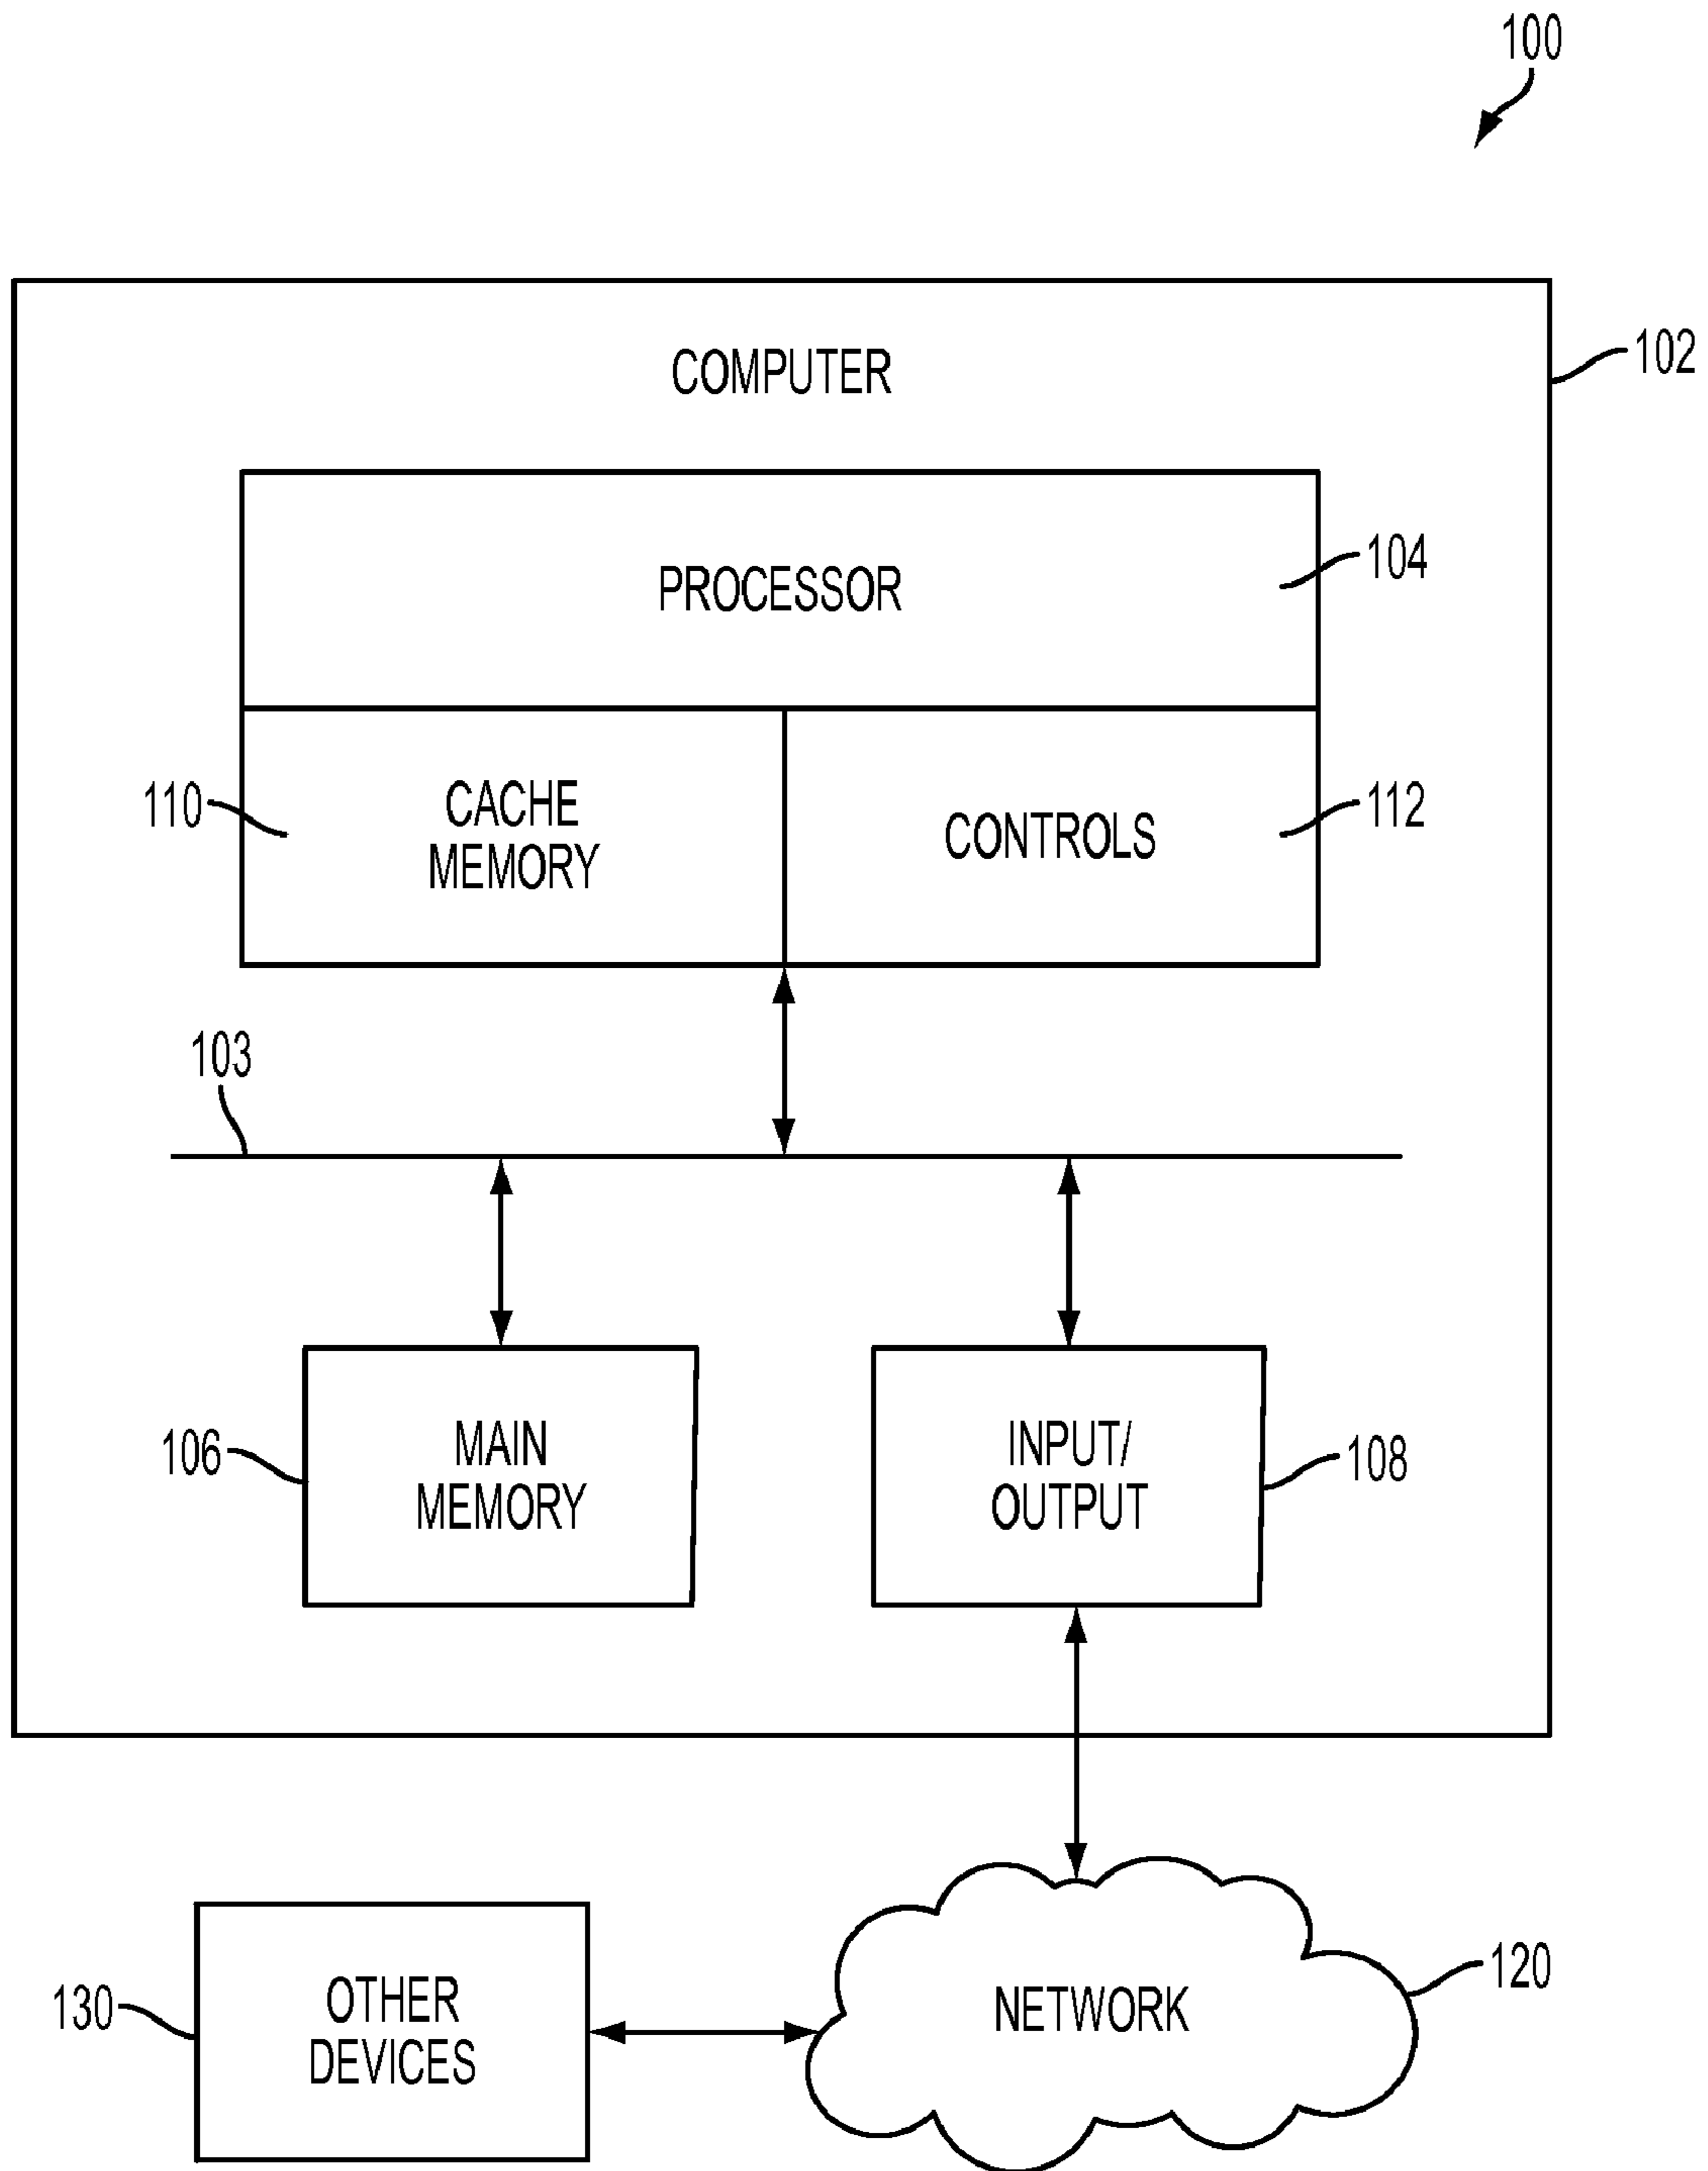 100
COMPUTER
102
PROCESSOR
104
110
CACHE
MEMORY
CONTROLS
112
103
106
MAIN
MEMORY
INPUT/
OUTPUT
108
130
OTHER
DEVICES
NETWORK
120